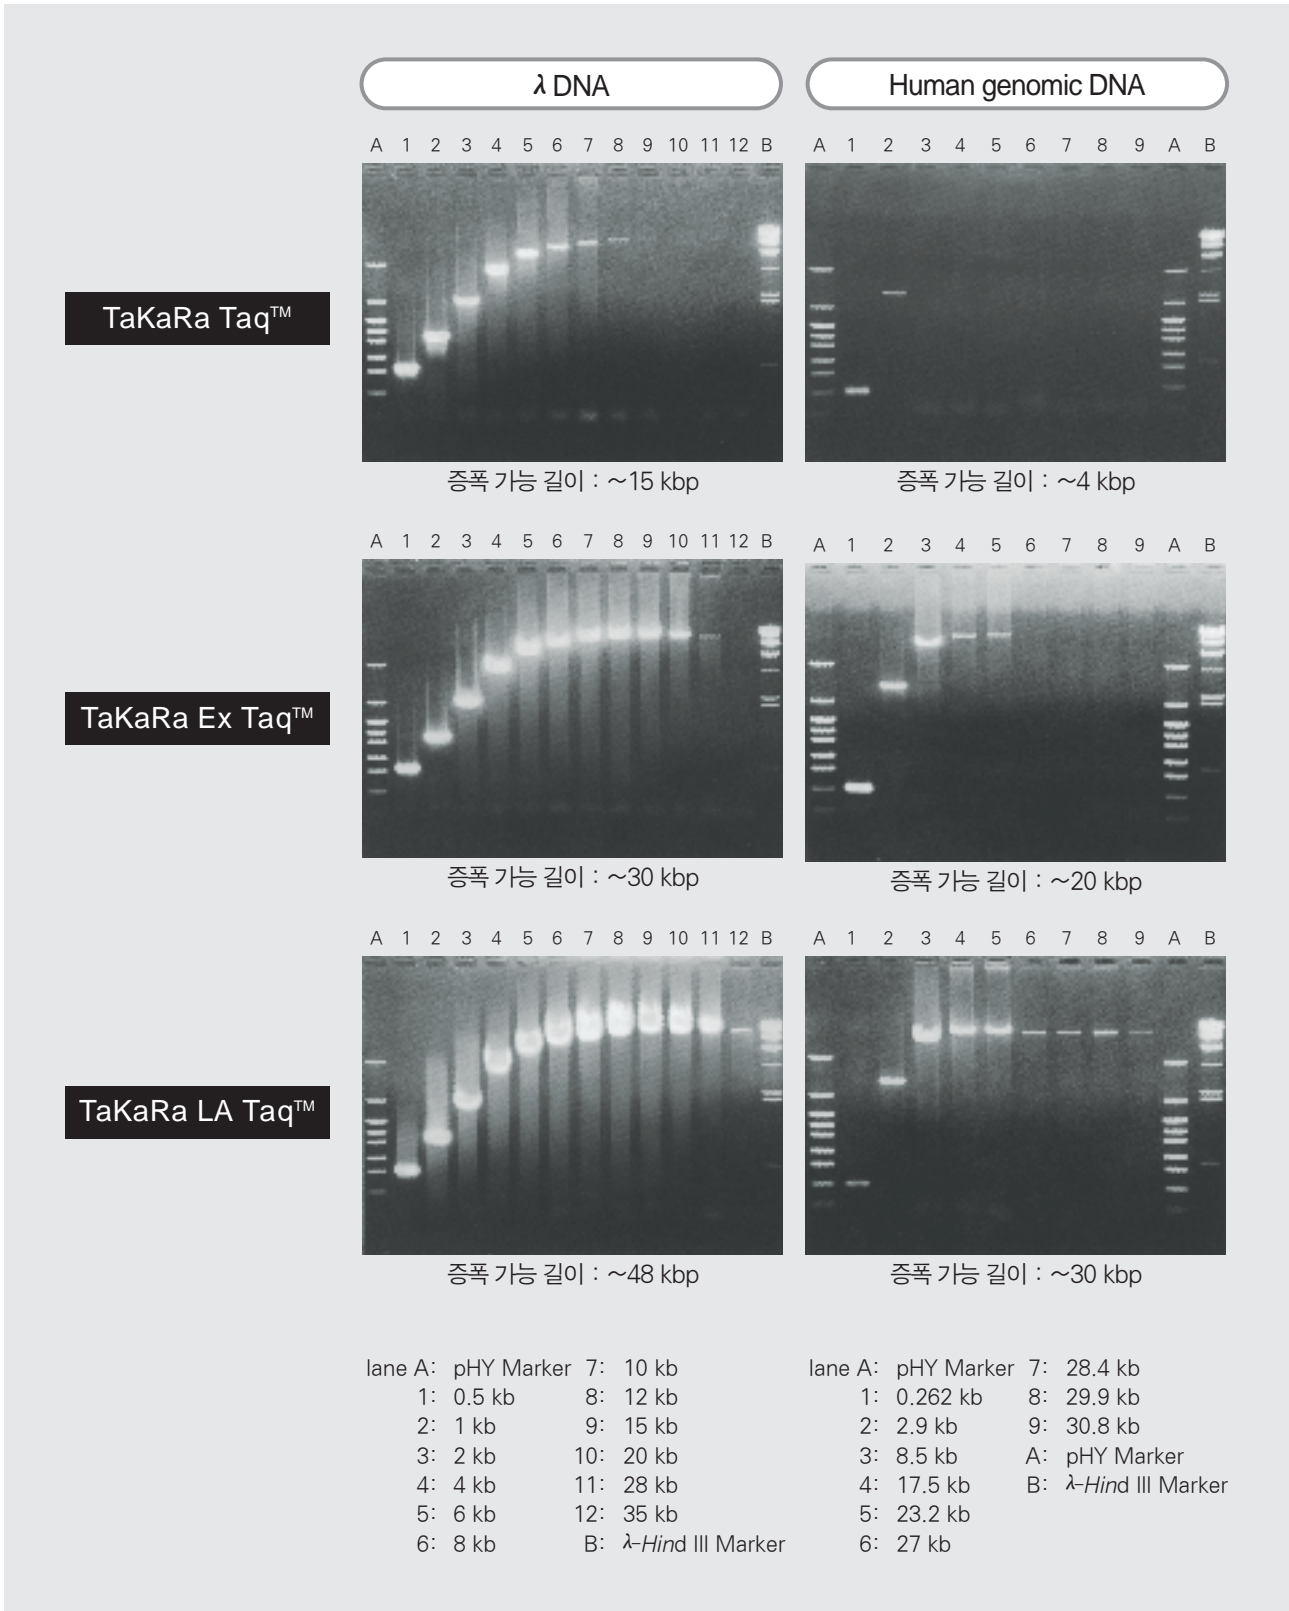 λ DNA
Human genomic DNA
A 1 2 3 4 5 6 7 8 9 10 11 12 B
A 1 2 3 4 5 6 7 8 9 A B
TaKaRa Taq™
증폭 가능 길이 : ~15 kbp
증폭 가능 길이 : ~4 kbp
A 1 2 3 4 5 6 7 8 9 10 11 12 B
A 1 2 3 4 5 6 7 8 9 A B
TaKaRa Ex Taq™
증폭 가능 길이 : ~30 kbp
증폭 가능 길이 : ~20 kbp
A 1 2 3 4 5 6 7 8 9 10 11 12 B
A 1 2 3 4 5 6 7 8 9 A B
TaKaRa LA Taq™
증폭 가능 길이 : ~48 kbp
증폭 가능 길이 : ~30 kbp
lane A: pHY Marker 7: 10 kb
1: 0.5 kb 8: 12 kb
2: 1 kb 9: 15 kb
3: 2 kb 10: 20 kb
4: 4 kb 11: 28 kb
5: 6 kb 12: 35 kb
6: 8 kb B: λ-Hind III Marker
lane A: pHY Marker 7: 28.4 kb
1: 0.262 kb 8: 29.9 kb
2: 2.9 kb 9: 30.8 kb
3: 8.5 kb A: pHY Marker
4: 17.5 kb B: λ-Hind III Marker
5: 23.2 kb
6: 27 kb